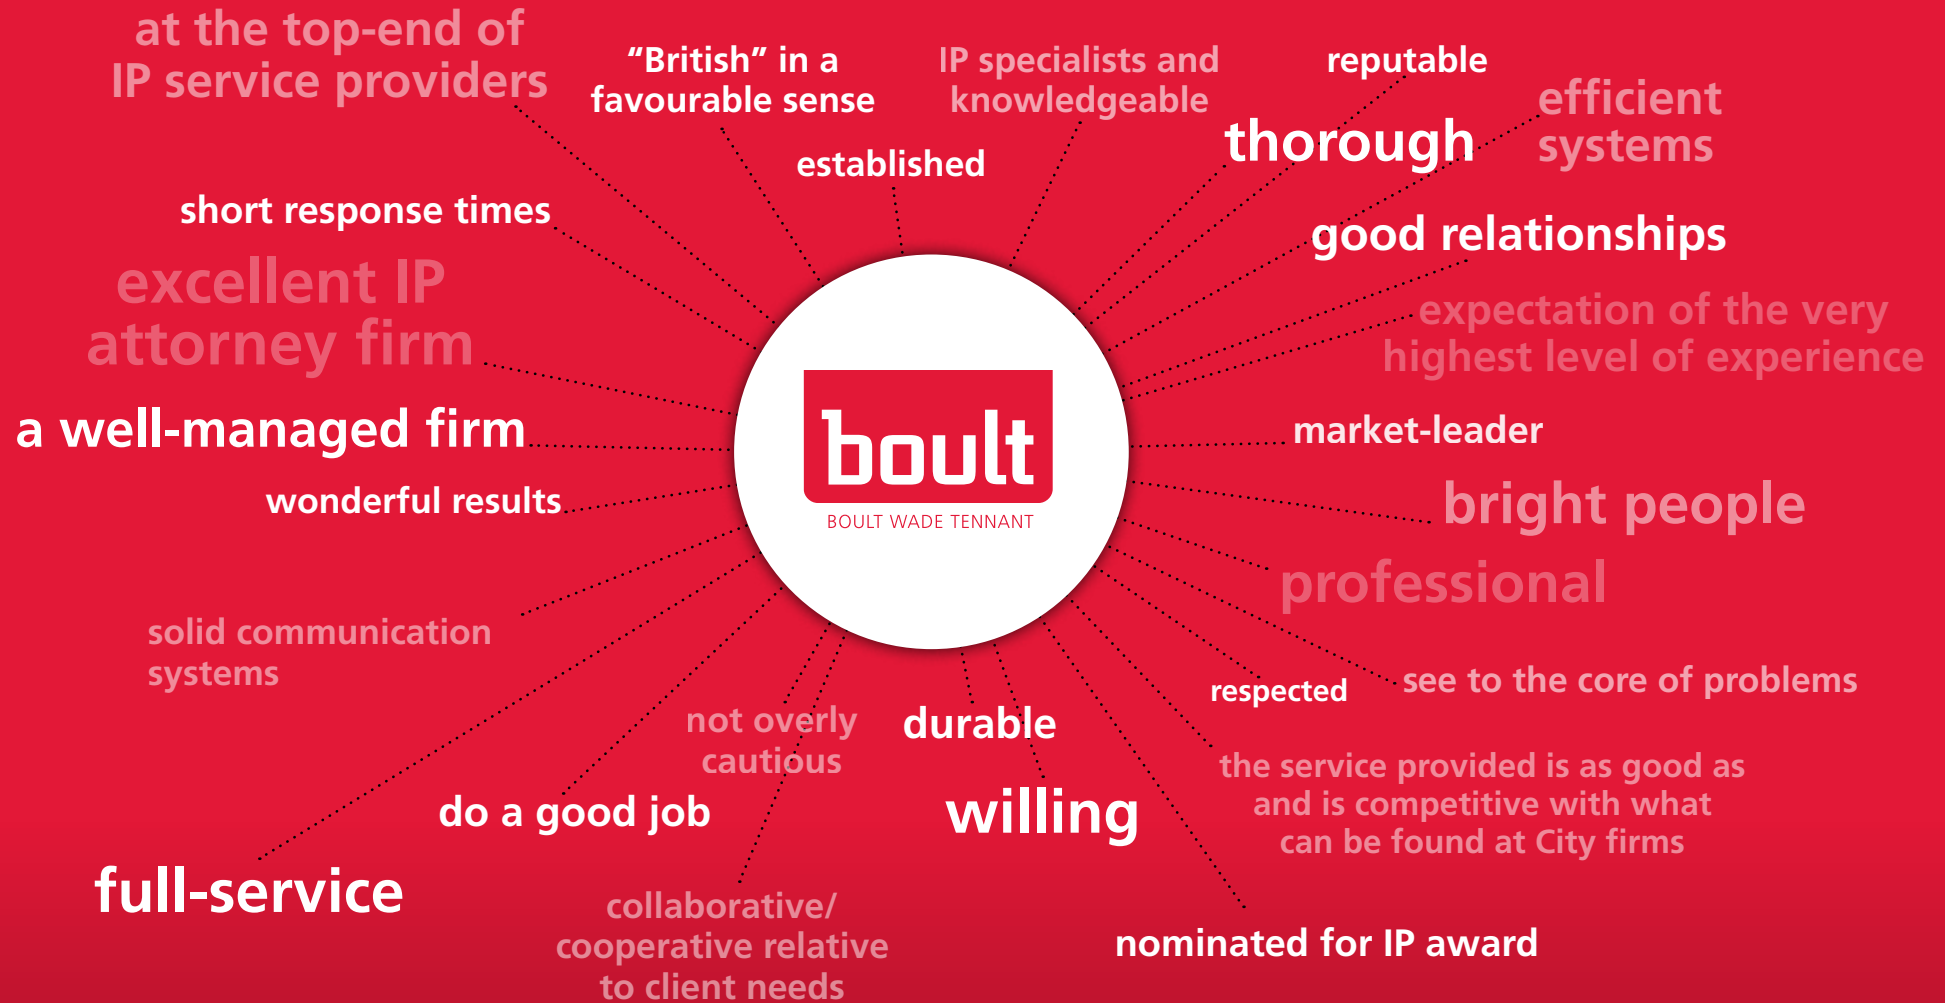 at the top-end of
IP service providers
“British” in a
favourable sense
IP specialists and
knowledgeable
reputable
efficient
systems
thorough
established
short response times
good relationships
excellent IP
attorney firm
expectation of the very
highest level of experience
a well-managed firm
market-leader
boult
BOULT WADE TENNANT
wonderful results
bright people
professional
solid communication
systems
respected
see to the core of problems
not overly
cautious
durable
the service provided is as good as
and is competitive with what
can be found at City firms
do a good job
willing
full-service
collaborative/
cooperative relative
to client needs
nominated for IP award